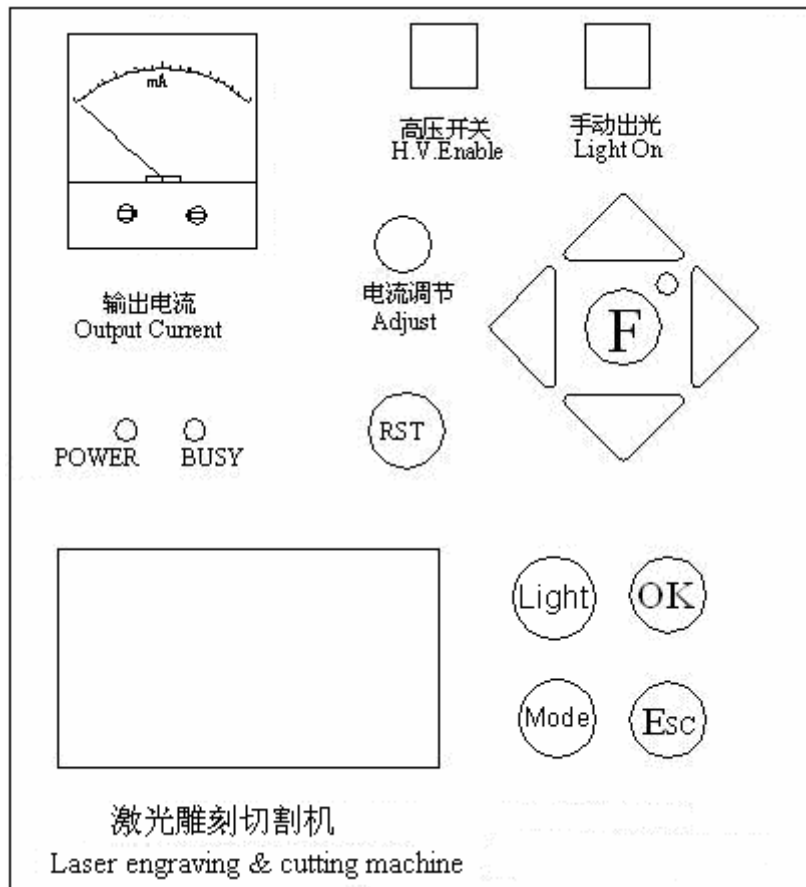 mA
高压开关
H.V.Enable
手动出光
Light On
输出电流
Output Current
电流调节
Adjust
F
POWER
BUSY
RST
Light
OK
Mode
Esc
激光雕刻切割机
Laser engraving & cutting machine